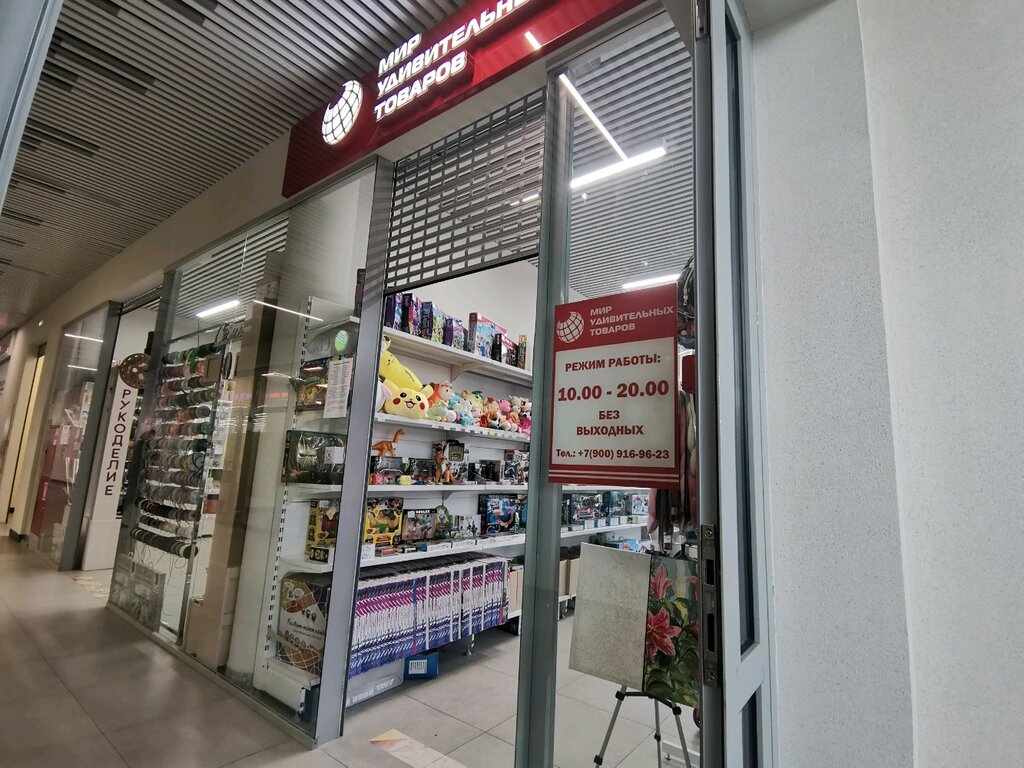 МИР
УДИВИТЕЛЬНЫ
ТОВАРОВ
МИР
УДИВИТЕЛЬНЫХ
ТОВАРОВ
РЕЖИМ РАБОТЫ:
10.00 - 20.00
БЕЗ
ВЫХОДНЫХ
Тел.: +7(900) 916-96-23
РУКОДЕЛИЕ